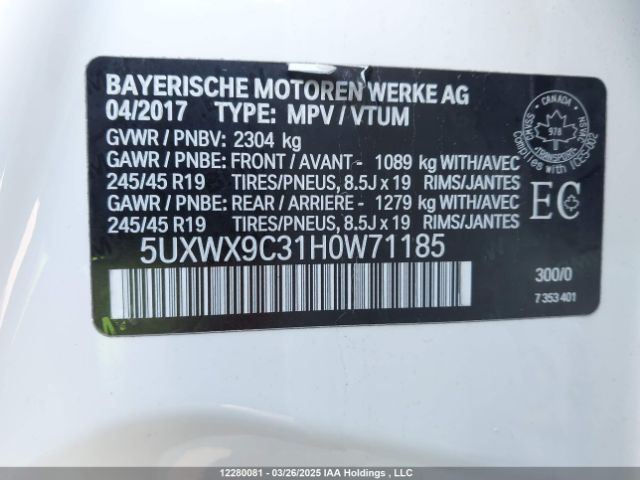 BAYERISCHE MOTOREN WERKE AG
04/2017 TYPE: MPV / VTUM
GVWR / PNBV: 2304 kg
GAWR / PNBE: FRONT / AVANT - 1089 kg WITH/AVEC
245/45 R19 TIRES/PNEUS, 8.5J x 19 RIMS/JANTES
GAWR / PNBE: REAR / ARRIERE - 1279 kg WITH/AVEC
245/45 R19 TIRES/PNEUS, 8.5J x 19 RIMS/JANTES
5UXWX9C31H0W71185
CANADA
978
TRANSPORT
EC
300/0
7 353 401
12280081 - 03/26/2025 IAA Holdings , LLC